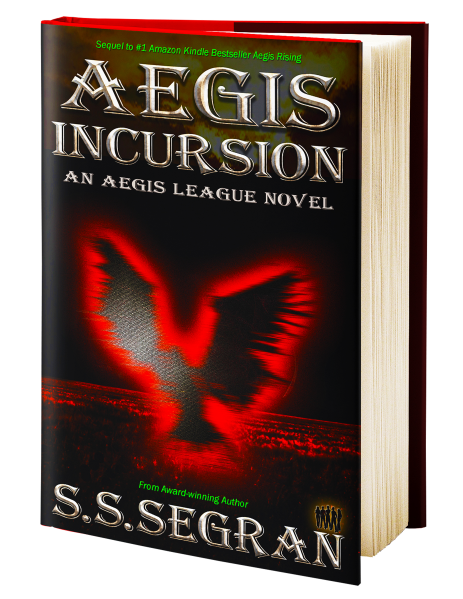 Sequel to #1 Amazon Kindle Bestseller Aegis Rising
AEGIS
INCURSION
AN AEGIS LEAGUE NOVEL
From Award-winning Author
S.S.SEGRAN